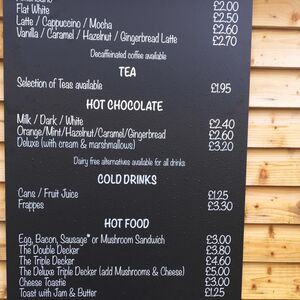 Flat White £2.00
Latte / Cappuccino / Mocha £2.50
£2.60
Vanilla / Caramel / Hazelnut / Gingerbread Latte £2.70
Decaffeinated coffee available
TEA
Selection of Teas available £1.95
HOT CHOCOLATE
Milk / Dark / White £2.40
Orange/Mint/Hazelnut/Caramel/Gingerbread £2.60
Deluxe (with cream & marshmallows) £3.20
Dairy free alternatives available for all drinks
COLD DRINKS
Cans / Fruit Juice £1.25
Frappes £3.30
HOT FOOD
Egg, Bacon, Sausage* or Mushroom Sandwich £3.00
The Double Decker £3.80
The Triple Decker £4.60
The Deluxe Triple Decker (add Mushrooms & Cheese) £5.00
Cheese Toastie £3.00
Toast with Jam & Butter £1.25